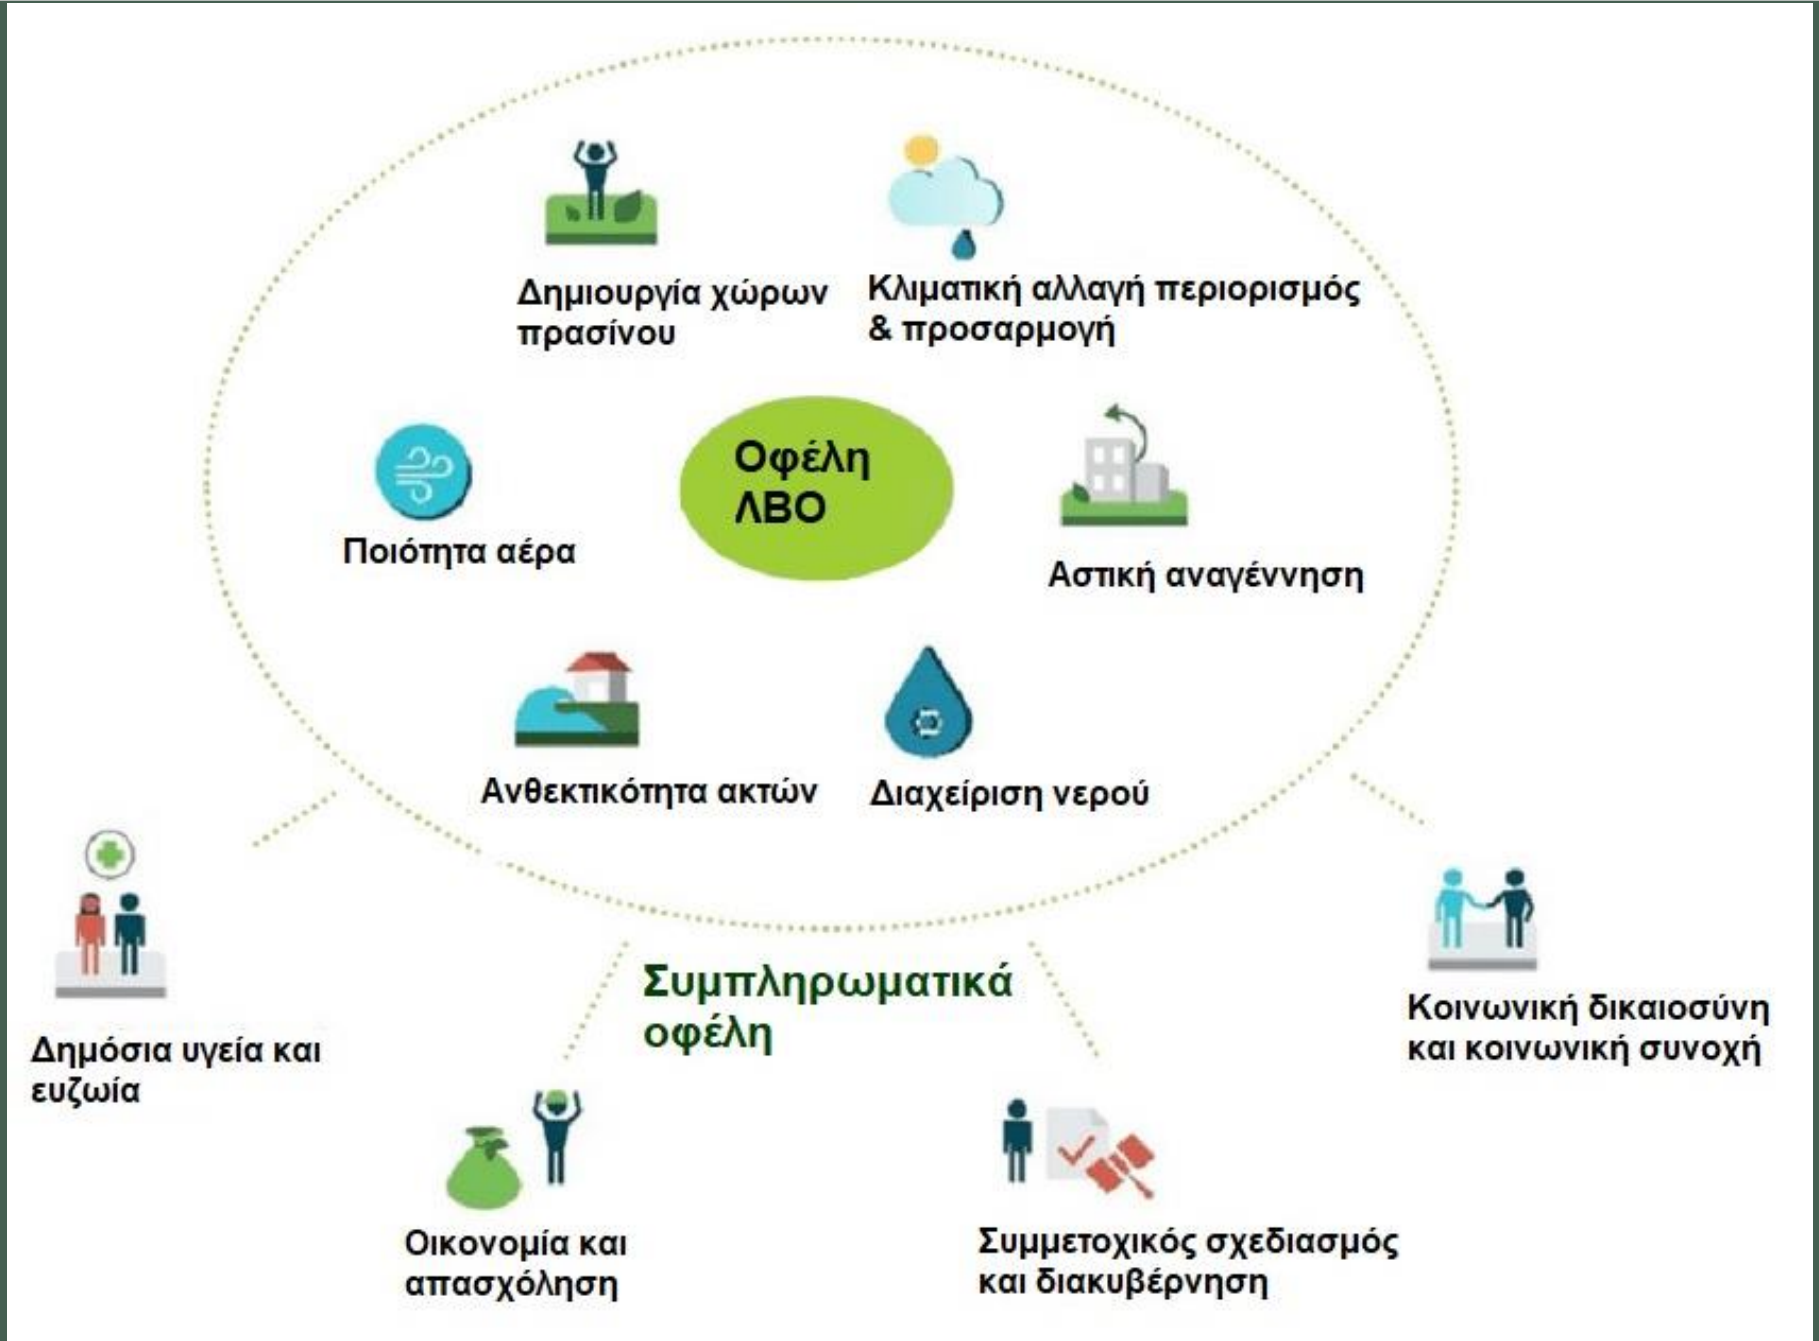 Δημιουργία χώρων
πρασίνου
Κλιματική αλλαγή περιορισμός
& προσαρμογή
Οφέλη
ΛΒΟ
Ποιότητα αέρα
Αστική αναγέννηση
Ανθεκτικότητα ακτών
Διαχείριση νερού
Συμπληρωματικά
οφέλη
Δημόσια υγεία και
ευζωία
Κοινωνική δικαιοσύνη
και κοινωνική συνοχή
Οικονομία και
απασχόληση
Συμμετοχικός σχεδιασμός
και διακυβέρνηση